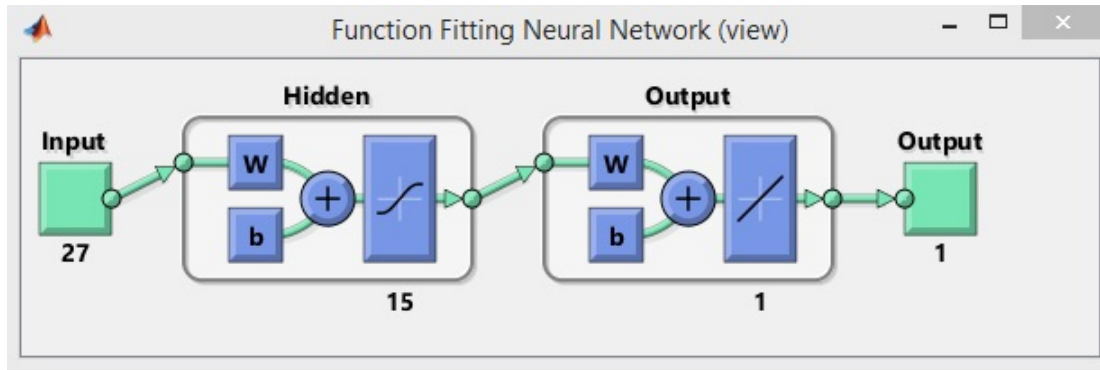 Function Fitting Neural Network (view)
Hidden
Output
Input
Output
W
+
b
W
+
b
27
15
1
1